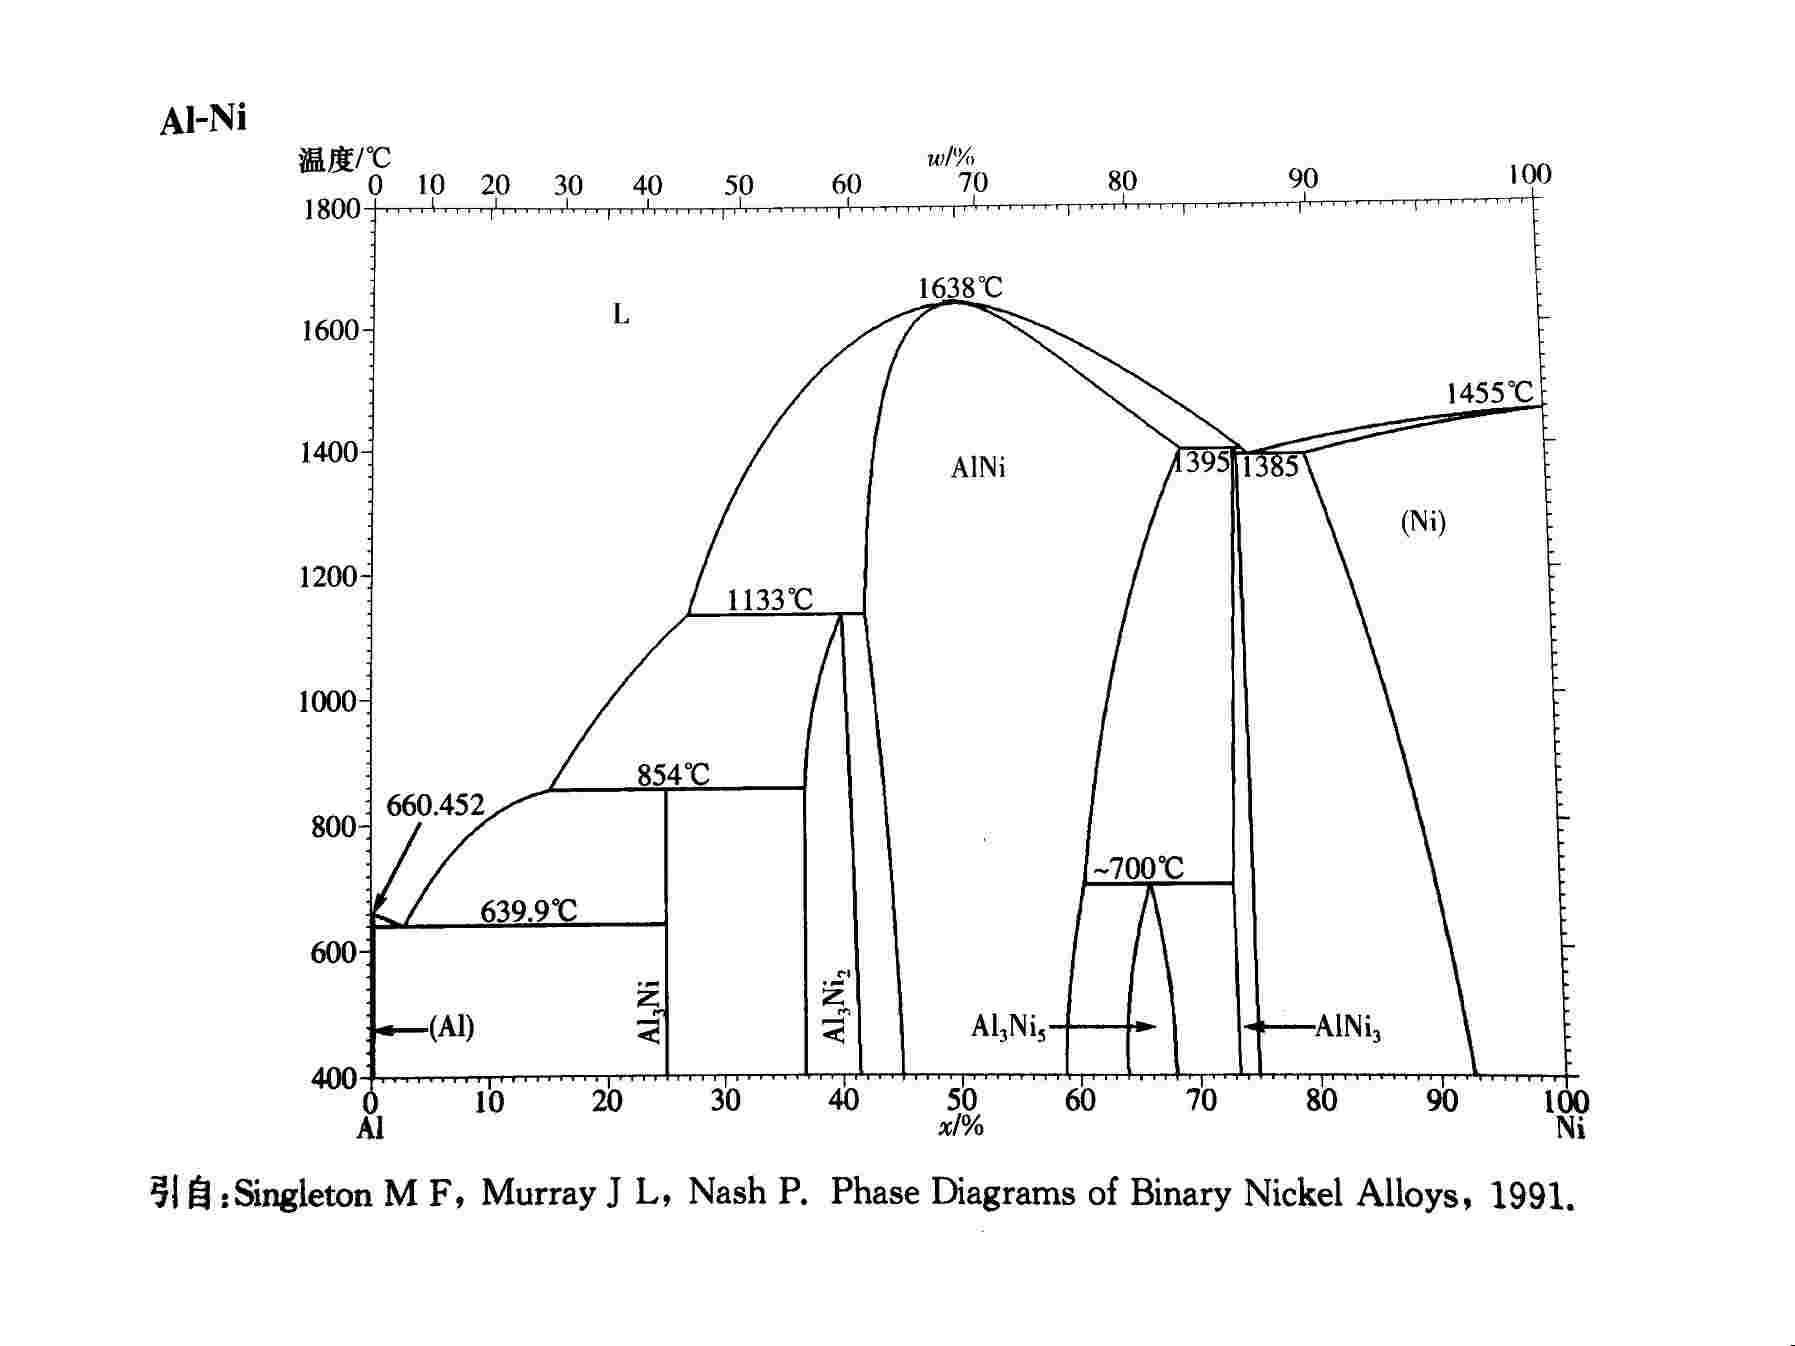 Al-Ni
温度/℃
w/%
0 10 20 30 40 50 60 70 80 90 100
1800
1638℃
L
1600
1455℃
1400
AlNi
1395
1385
(Ni)
1200
1133℃
1000
854℃
660.452
800
~700℃
639.9℃
600
Al₃Ni
Al₃Ni₂
(Al)
Al₃Ni₅
AlNi₃
400
0 10 20 30 40 50 60 70 80 90 100
Al
x/%
Ni
引自:Singleton M F, Murray J L, Nash P. Phase Diagrams of Binary Nickel Alloys, 1991.